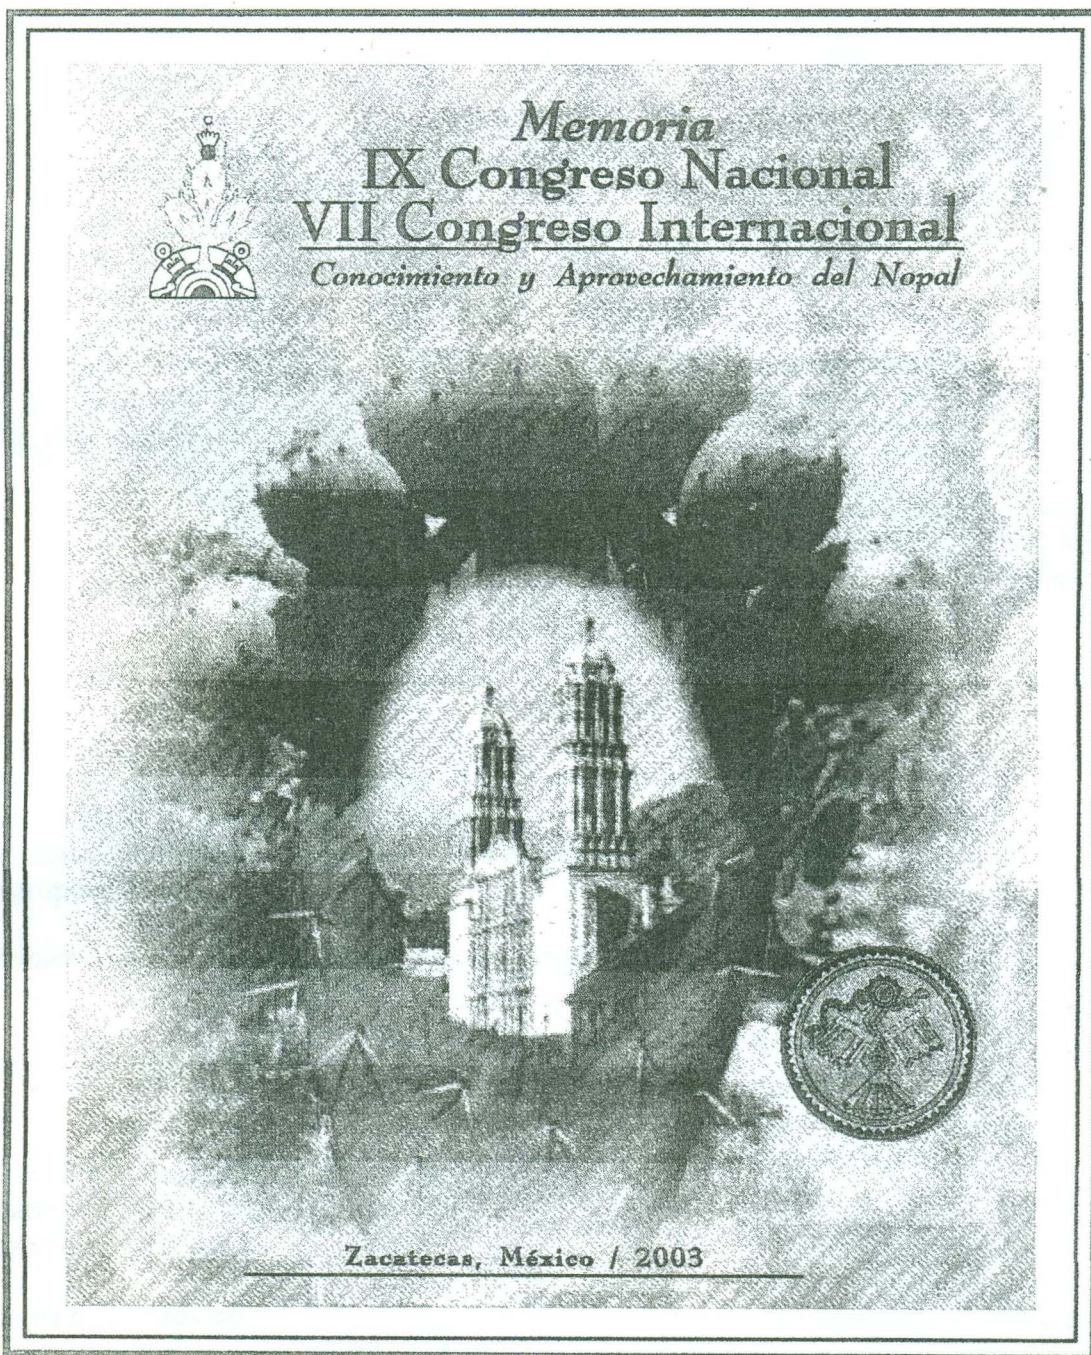 Memoria
IX Congreso Nacional
VII Congreso Internacional
Conocimiento y Aprovechamiento del Nopal
Zacatecas, México / 2003